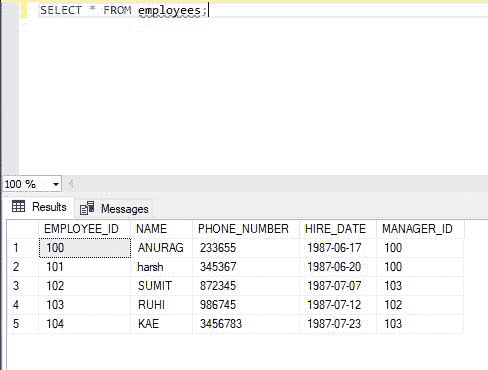 SELECT * FROM employees;
100 %
Results Messages
EMPLOYEE_ID NAME PHONE_NUMBER HIRE_DATE MANAGER_ID
1 100 ANURAG 233655 1987-06-17 100
2 101 harsh 345367 1987-06-20 100
3 102 SUMIT 872345 1987-07-07 103
4 103 RUHI 986745 1987-07-12 102
5 104 KAE 3456783 1987-07-23 103